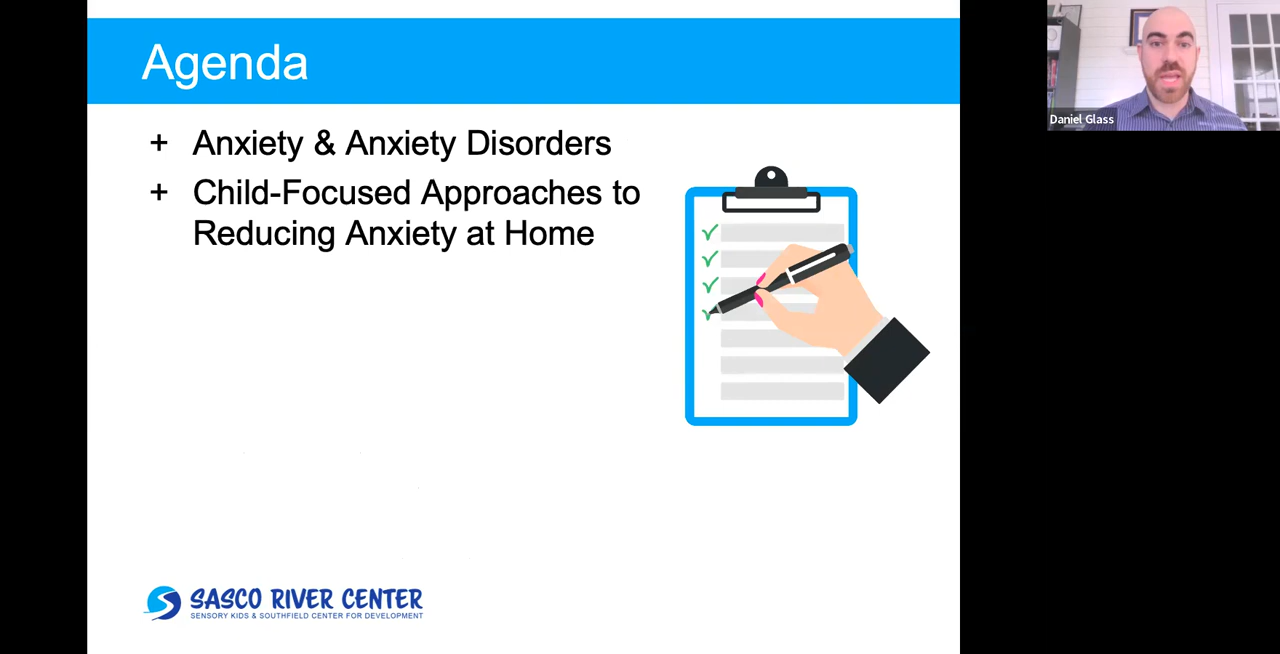 Agenda
+ Anxiety & Anxiety Disorders
+ Child-Focused Approaches to
Reducing Anxiety at Home
SASCO RIVER CENTER
SENSORY KIDS & SOUTHFIELD CENTER FOR DEVELOPMENT
Daniel Glass